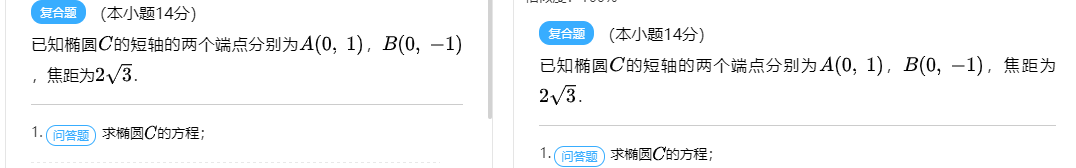 复合题 (本小题14分)
已知椭圆C的短轴的两个端点分别为A(0, 1), B(0, −1)
, 焦距为2√3.
1. 问答题 求椭圆C的方程;
复合题 (本小题14分)
已知椭圆C的短轴的两个端点分别为A(0, 1), B(0, −1), 焦距为
2√3.
1. 问答题 求椭圆C的方程;